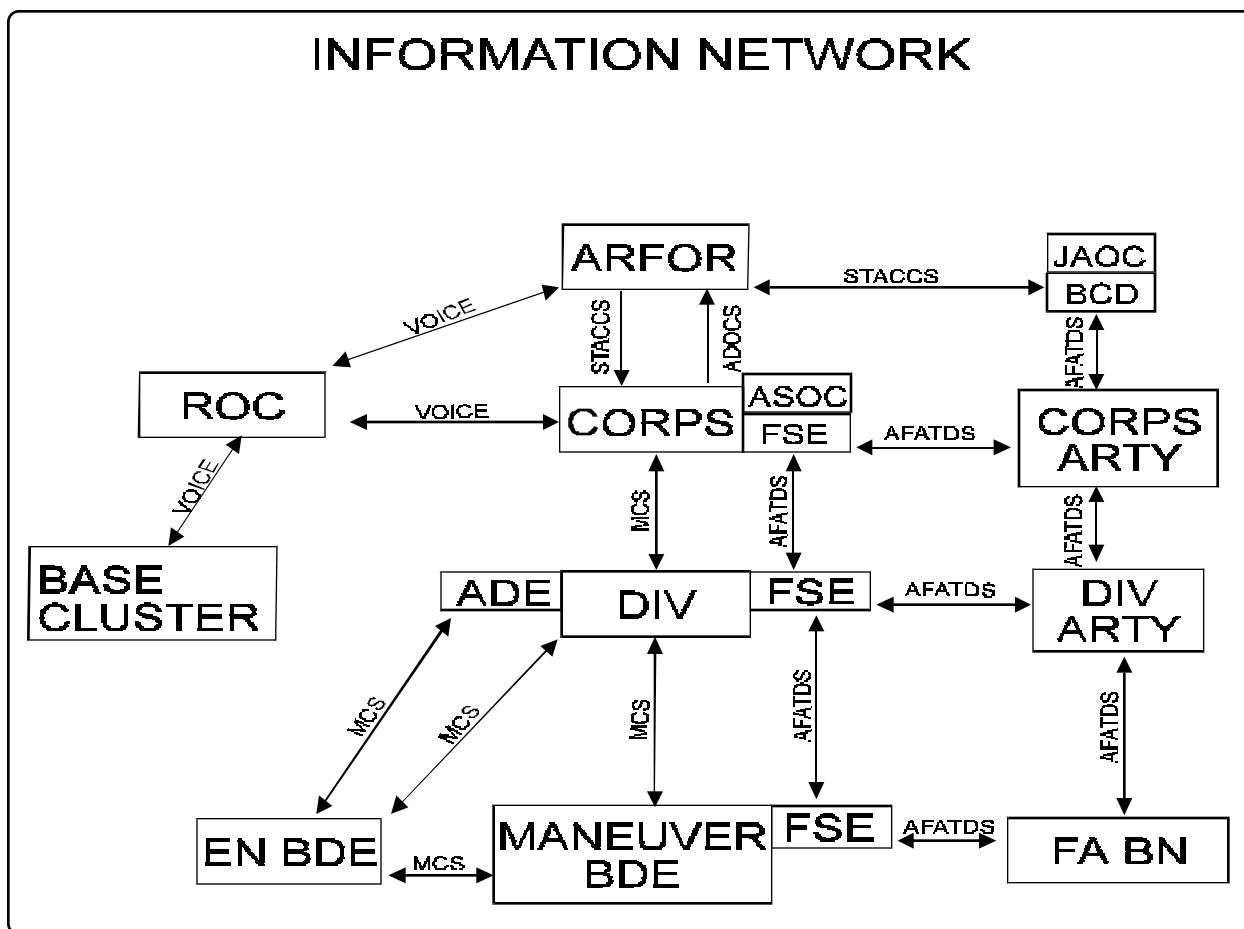 INFORMATION NETWORK
ARFOR
JAOC
STACCS
BCD
VOICE
STACCS
ADOCS
AFATDS
ROC
VOICE
CORPS
ASOC
FSE
AFATDS
CORPS
ARTY
VOICE
MCS
AFATDS
AFATDS
BASE
CLUSTER
ADE
DIV
FSE
AFATDS
DIV
ARTY
MCS
MCS
MCS
AFATDS
AFATDS
EN BDE
MCS
MANEUVER
BDE
FSE
AFATDS
FA BN